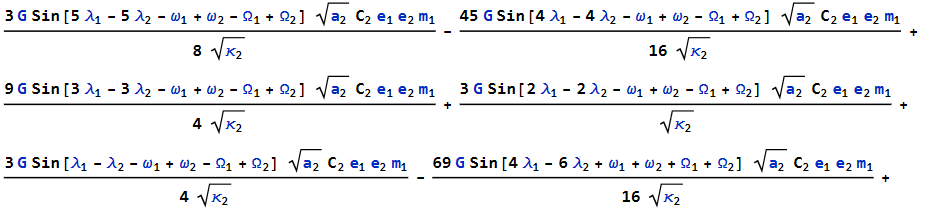 3 G Sin[5 λ₁ - 5 λ₂ - ω₁ + ω₂ - Ω₁ + Ω₂] √a₂ C₂ e₁ e₂ m₁ / 8 √κ₂ - 45 G Sin[4 λ₁ - 4 λ₂ - ω₁ + ω₂ - Ω₁ + Ω₂] √a₂ C₂ e₁ e₂ m₁ / 16 √κ₂ +
9 G Sin[3 λ₁ - 3 λ₂ - ω₁ + ω₂ - Ω₁ + Ω₂] √a₂ C₂ e₁ e₂ m₁ / 4 √κ₂ + 3 G Sin[2 λ₁ - 2 λ₂ - ω₁ + ω₂ - Ω₁ + Ω₂] √a₂ C₂ e₁ e₂ m₁ / √κ₂ +
3 G Sin[λ₁ - λ₂ - ω₁ + ω₂ - Ω₁ + Ω₂] √a₂ C₂ e₁ e₂ m₁ / 4 √κ₂ - 69 G Sin[4 λ₁ - 6 λ₂ + ω₁ + ω₂ + Ω₁ + Ω₂] √a₂ C₂ e₁ e₂ m₁ / 16 √κ₂ +